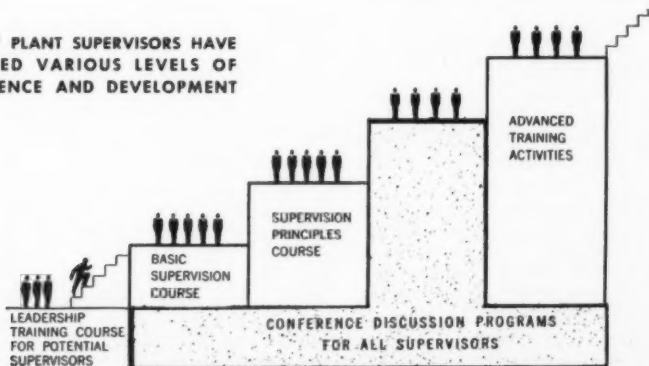 PLANT SUPERVISORS HAVE
ED VARIOUS LEVELS OF
ENCE AND DEVELOPMENT
LEADERSHIP
TRAINING COURSE
FOR POTENTIAL
SUPERVISORS
BASIC
SUPERVISION
COURSE
SUPERVISION
PRINCIPLES
COURSE
ADVANCED
TRAINING
ACTIVITIES
CONFERENCE DISCUSSION PROGRAMS
FOR ALL SUPERVISORS